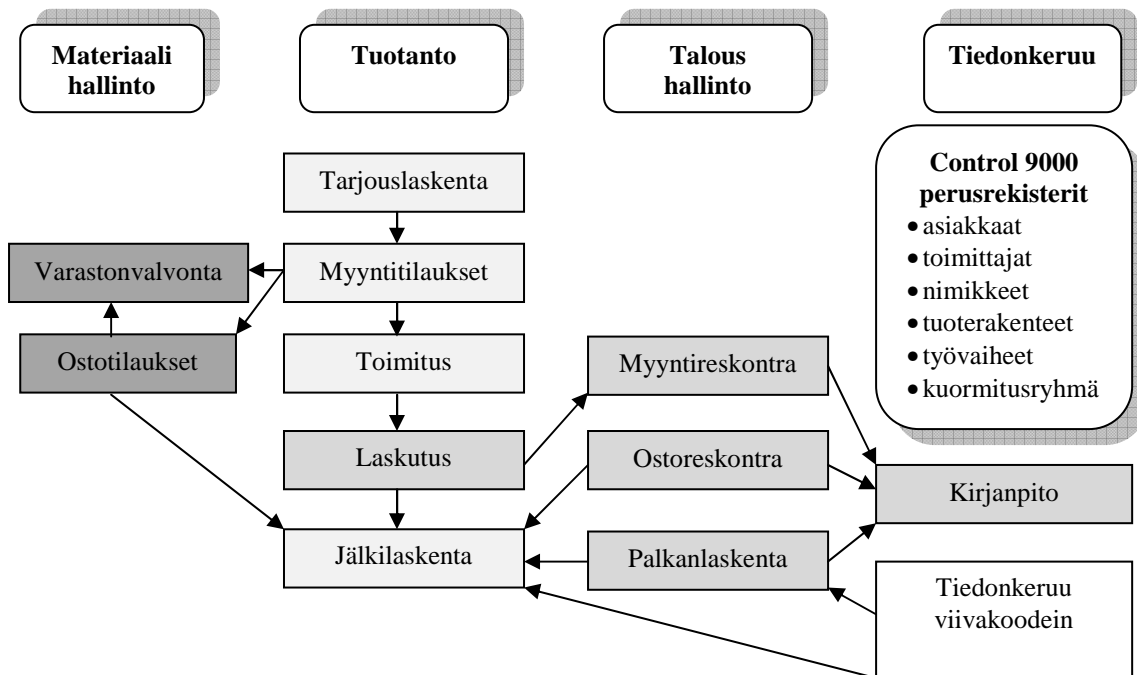 Materiaali
hallinto
Tuotanto
Talous
hallinto
Tiedonkeruu
Control 9000
perusrekisterit
• asiakkaat
• toimittajat
• nimikkeet
• tuoterakenteet
• työvaiheet
• kuormitusryhmä
Tarjouslaskenta
Varastonvalvonta
Myyntitilaukset
Ostotilaukset
Toimitus
Myyntireskontra
Laskutus
Ostoreskontra
Kirjanpito
Jälkilaskenta
Palkanlaskenta
Tiedonkeruu
viivakoodein